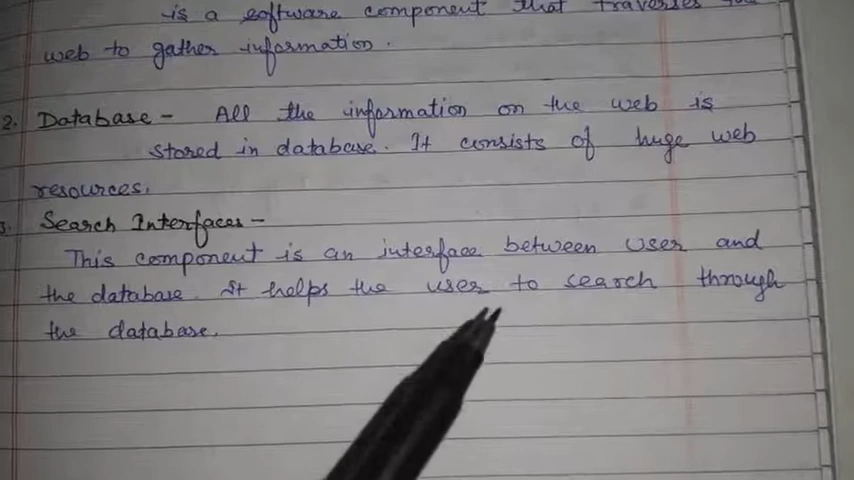 is a software component that traverses the
web to gather information.
2. Database - All the information on the web is
stored in database. It consists of huge web
resources.
3. Search Interfaces -
This component is an interface between user and
the database. It helps the user to search through
the database.